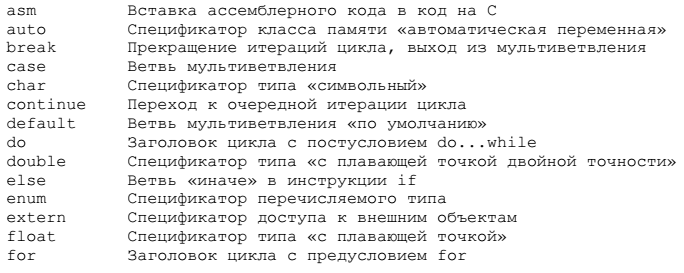 asm Вставка ассемблерного кода в код на C
auto Спецификатор класса памяти «автоматическая переменная»
break Прекращение итераций цикла, выход из мультиветвления
case Ветвь мультиветвления
char Спецификатор типа «символьный»
continue Переход к очередной итерации цикла
default Ветвь мультиветвления «по умолчанию»
do Заголовок цикла с постусловием do...while
double Спецификатор типа «с плавающей точкой двойной точности»
else Ветвь «иначе» в инструкции if
enum Спецификатор перечисляемого типа
extern Спецификатор доступа к внешним объектам
float Спецификатор типа «с плавающей точкой»
for Заголовок цикла с предусловием for